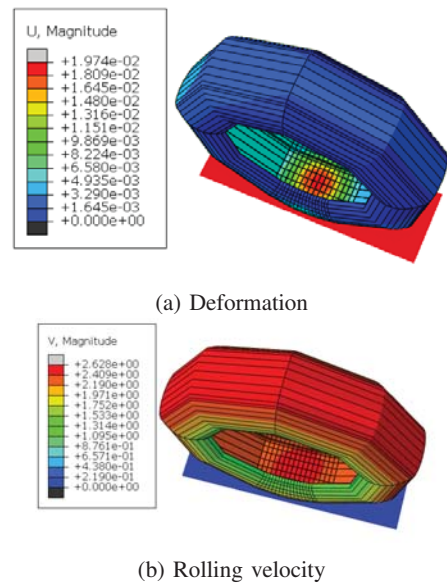 U, Magnitude
+1.974e-02
+1.809e-02
+1.645e-02
+1.480e-02
+1.316e-02
+1.151e-02
+9.869e-03
+8.224e-03
+6.580e-03
+4.935e-03
+3.290e-03
+1.645e-03
+0.000e+00
(a) Deformation
V, Magnitude
+2.628e+00
+2.409e+00
+2.190e+00
+1.971e+00
+1.752e+00
+1.533e+00
+1.314e+00
+1.095e+00
+8.761e-01
+6.571e-01
+4.380e-01
+2.190e-01
+0.000e+00
(b) Rolling velocity